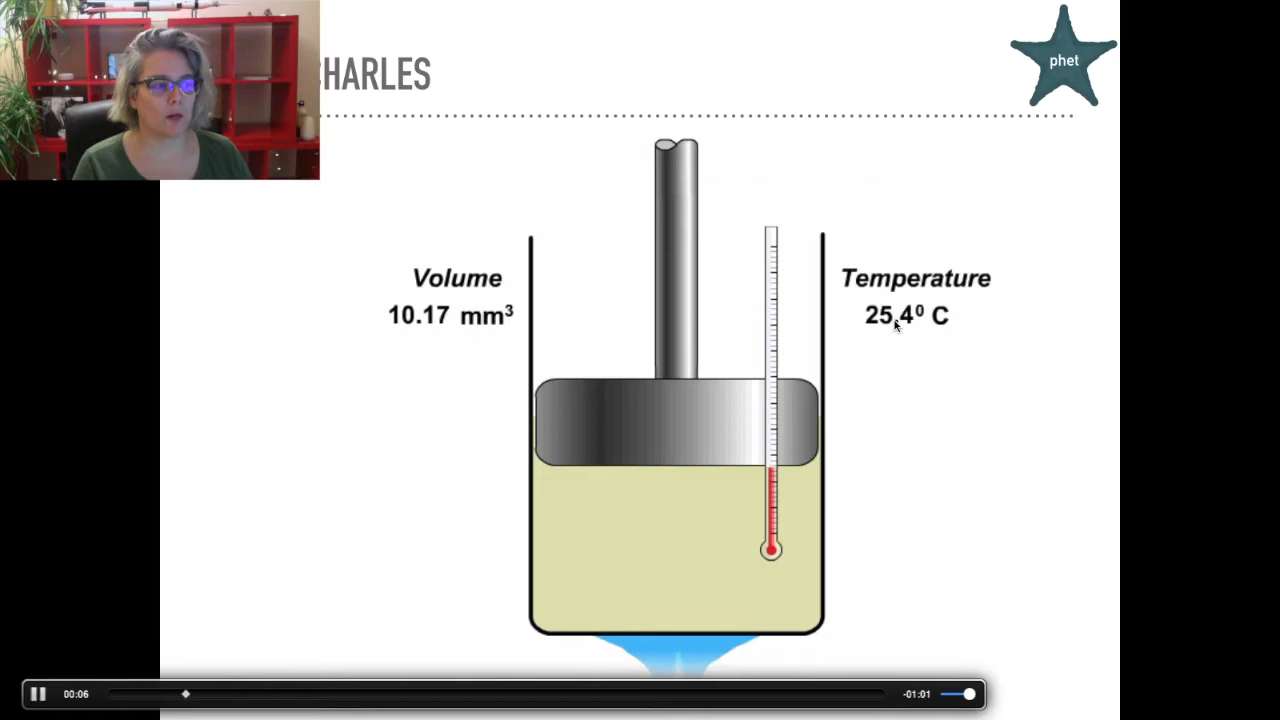 HARLES
phet
Volume
10.17 mm³
Temperature
25.4⁰ C
00:06
-01:01